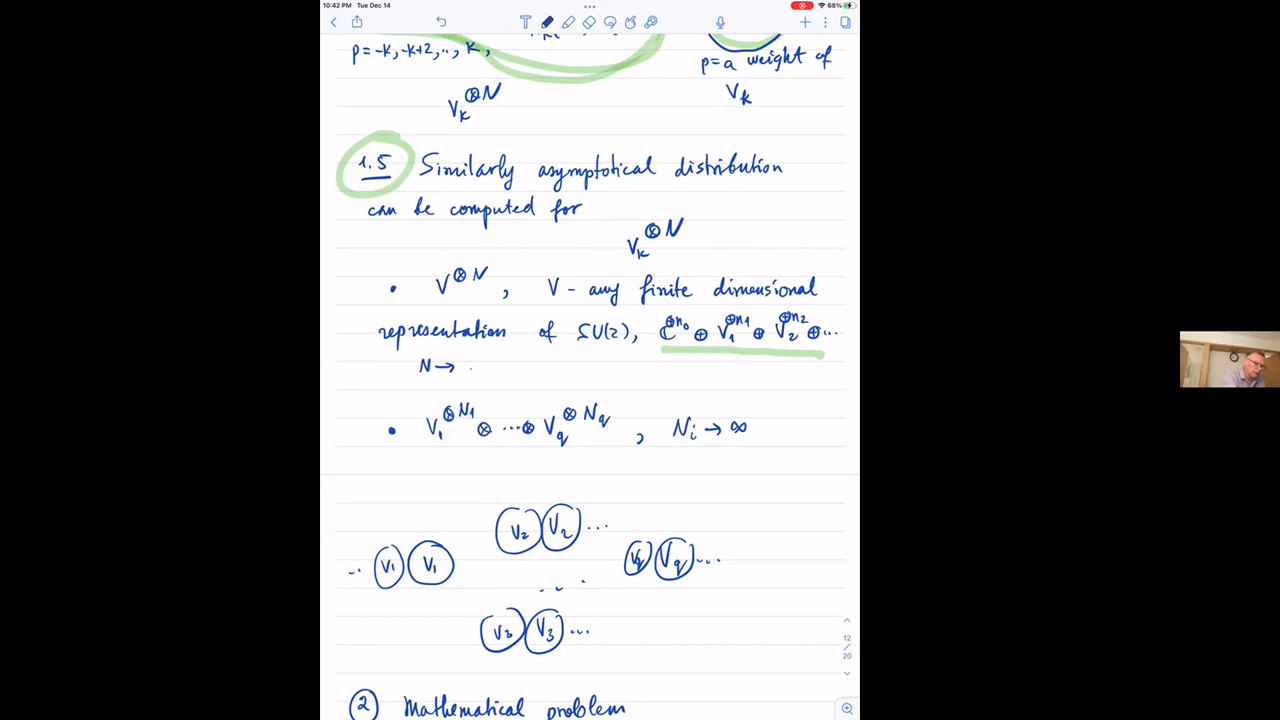 10:42 PM Tue Dec 14
68%
p = -k, -k+2, .., k,
p = a weight of
V_k
V_k^{⊗N}
1.5 Similarly asymptotical distribution
can be computed for
V_k^{⊗N}
• V^{⊗N}, V - any finite dimensional
representation of SU(2), ℂ^{⊕n_0} ⊕ V_1^{⊕n_1} ⊕ V_2^{⊕n_2} ⊕ ...
N →
• V_1^{⊗N_1} ⊗ ... ⊗ V_q^{⊗N_q}, N_i → ∞
V_2 V_2 ...
... V_1 V_1
V_q V_q ...
...
V_3 V_3 ...
12 / 20
2 Mathematical problem